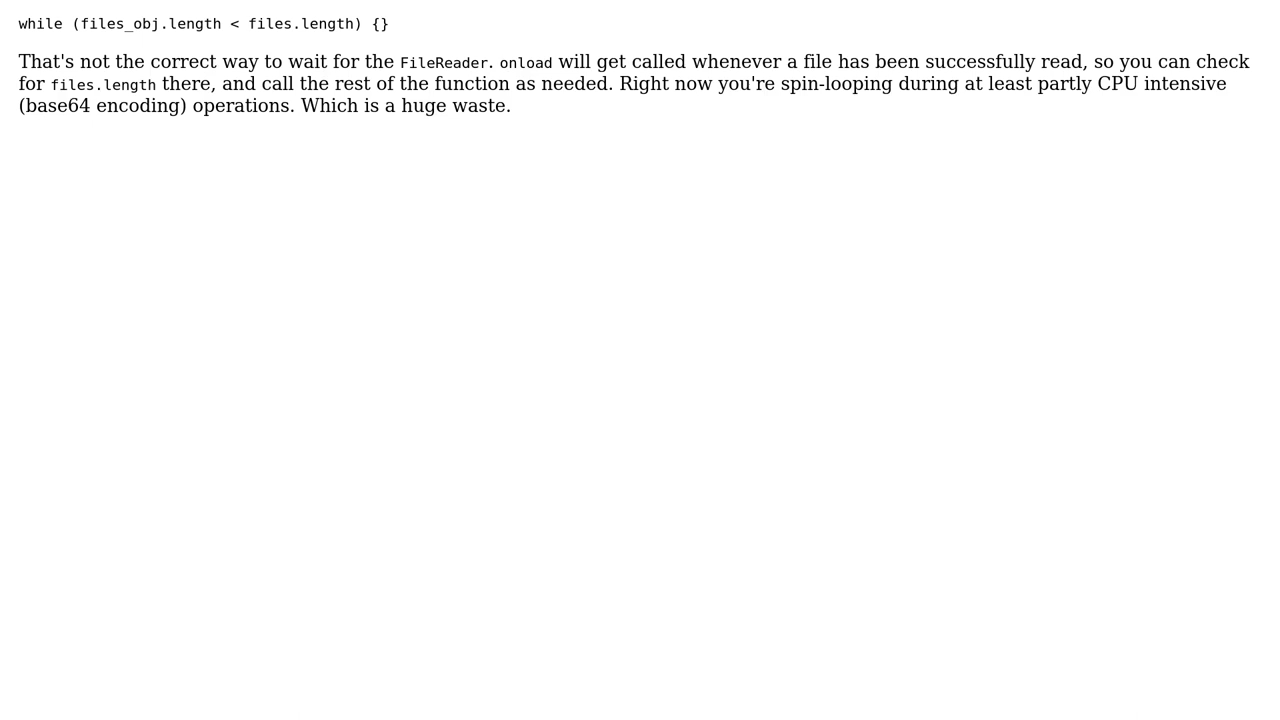 while (files_obj.length < files.length) {}
That's not the correct way to wait for the FileReader. onload will get called whenever a file has been successfully read, so you can check
for files.length there, and call the rest of the function as needed. Right now you're spin-looping during at least partly CPU intensive
(base64 encoding) operations. Which is a huge waste.